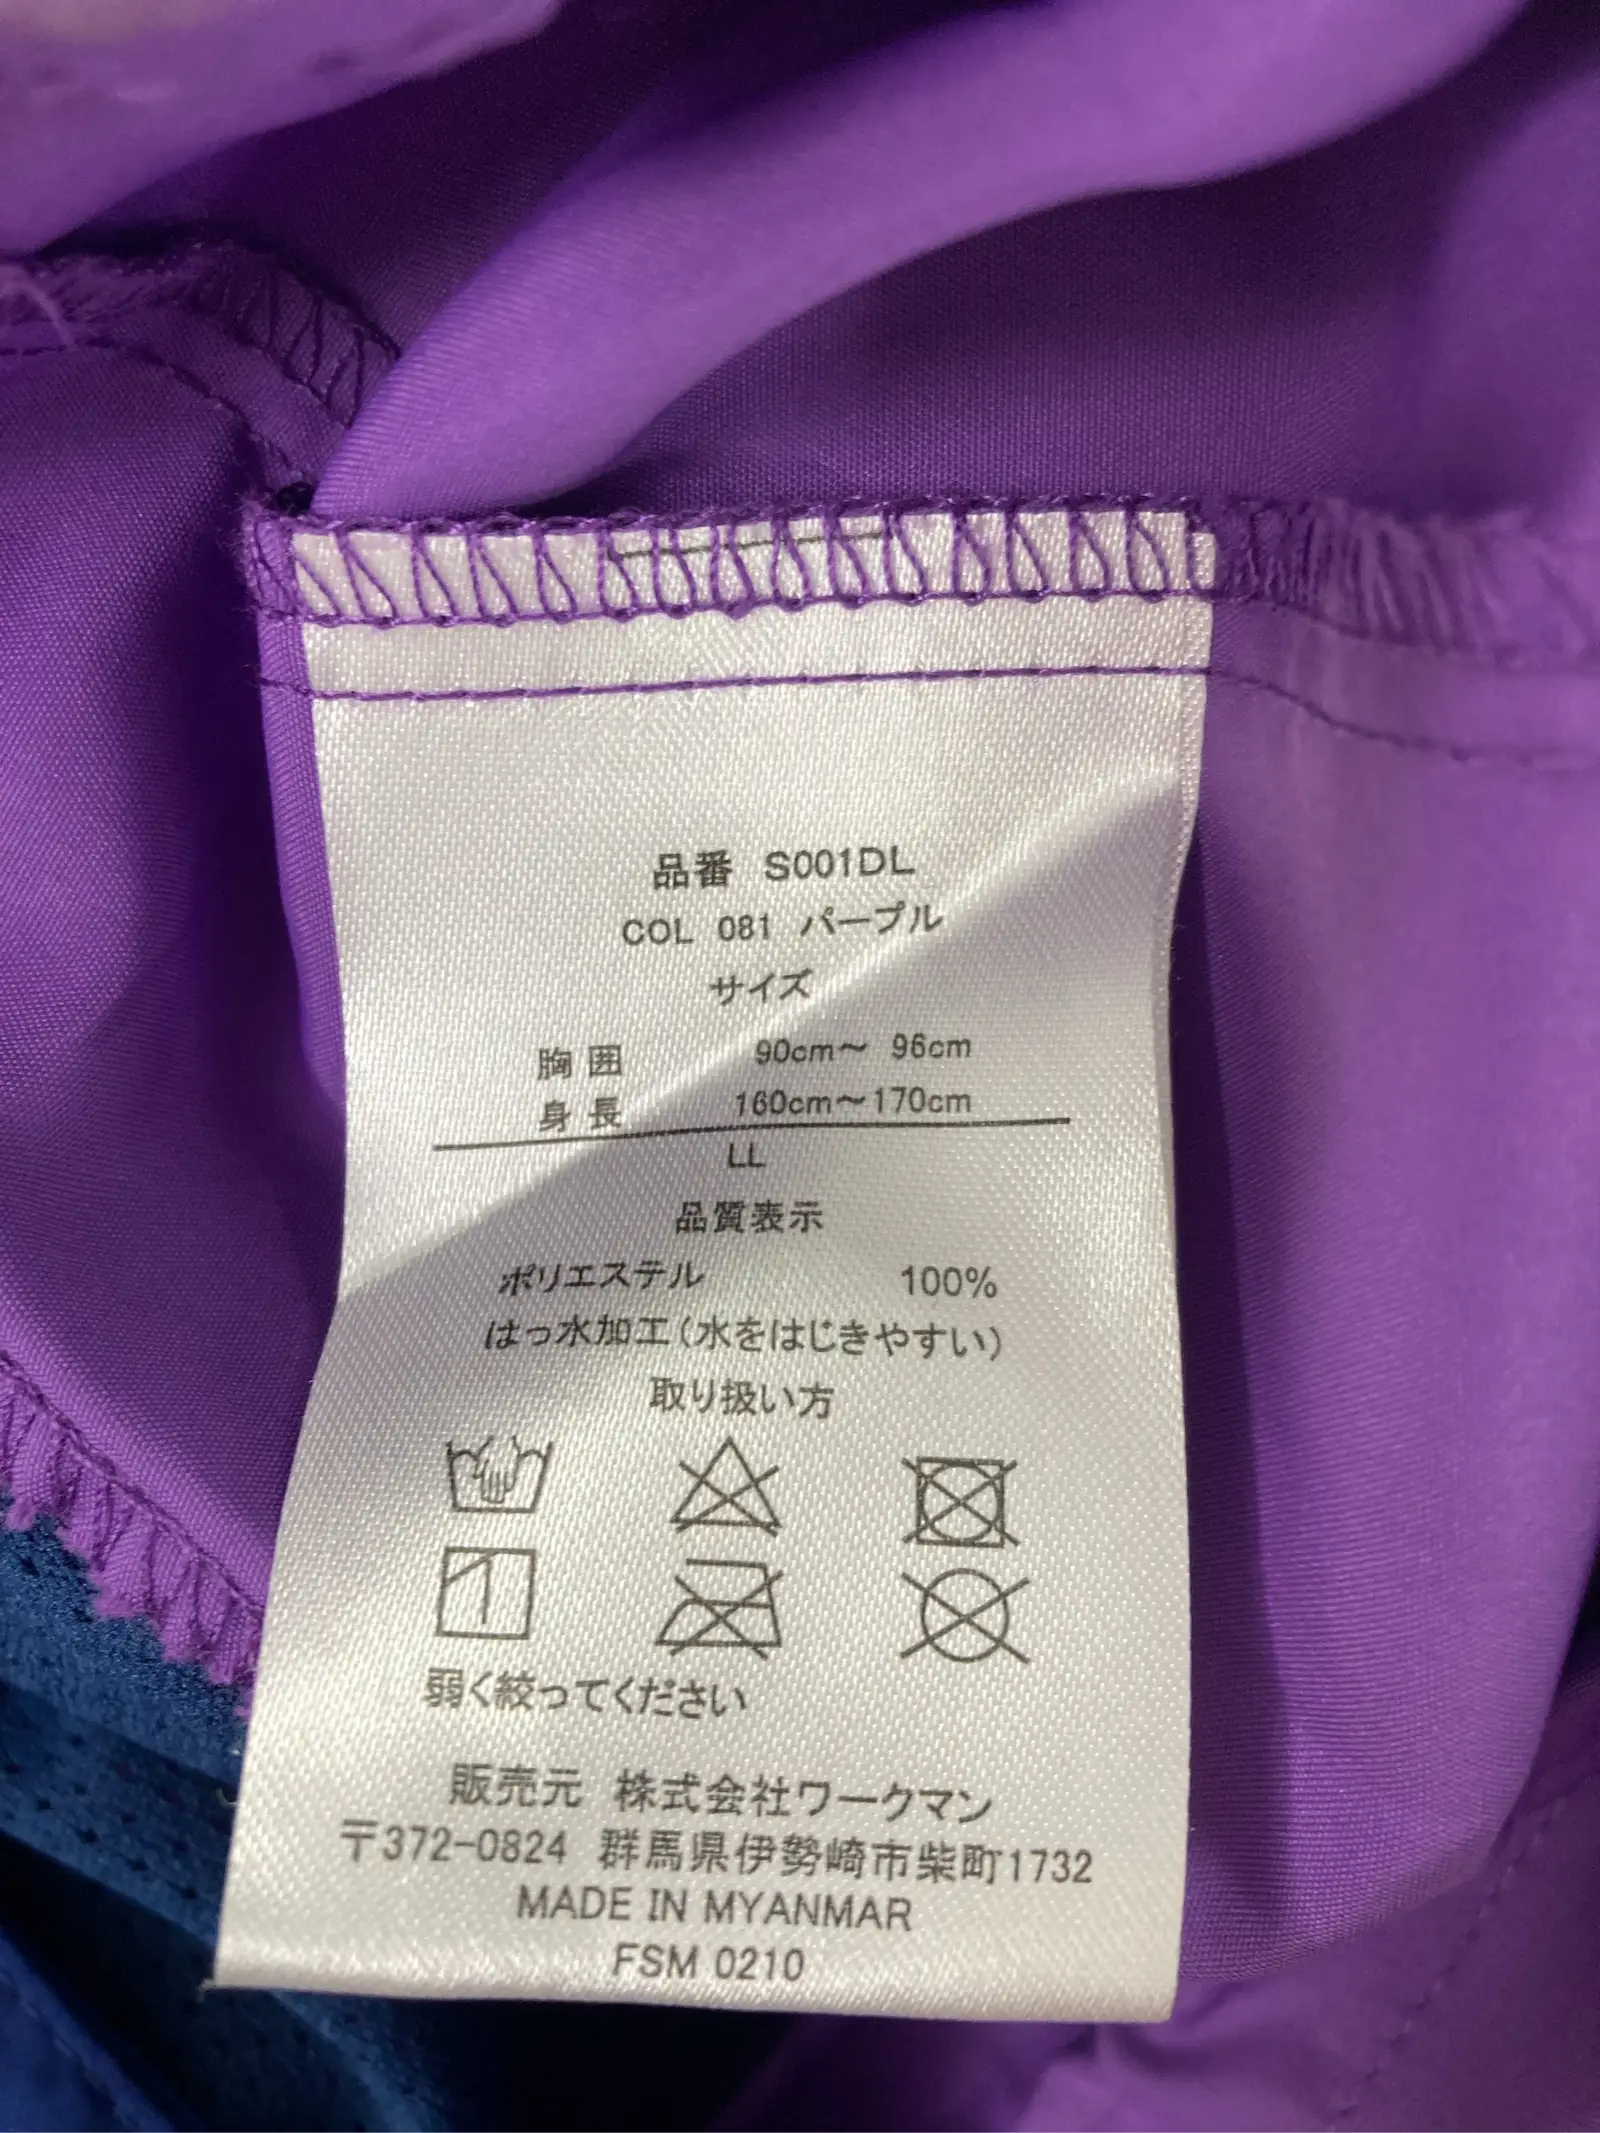 品番 S001DL
COL 081 パープル
サイズ
胸囲 90cm～ 96cm
身長 160cm～170cm
LL
品質表示
ポリエステル 100%
はっ水加工(水をはじきやすい)
取り扱い方
弱く絞ってください
販売元 株式会社ワークマン
〒372-0824 群馬県伊勢崎市柴町1732
MADE IN MYANMAR
FSM 0210